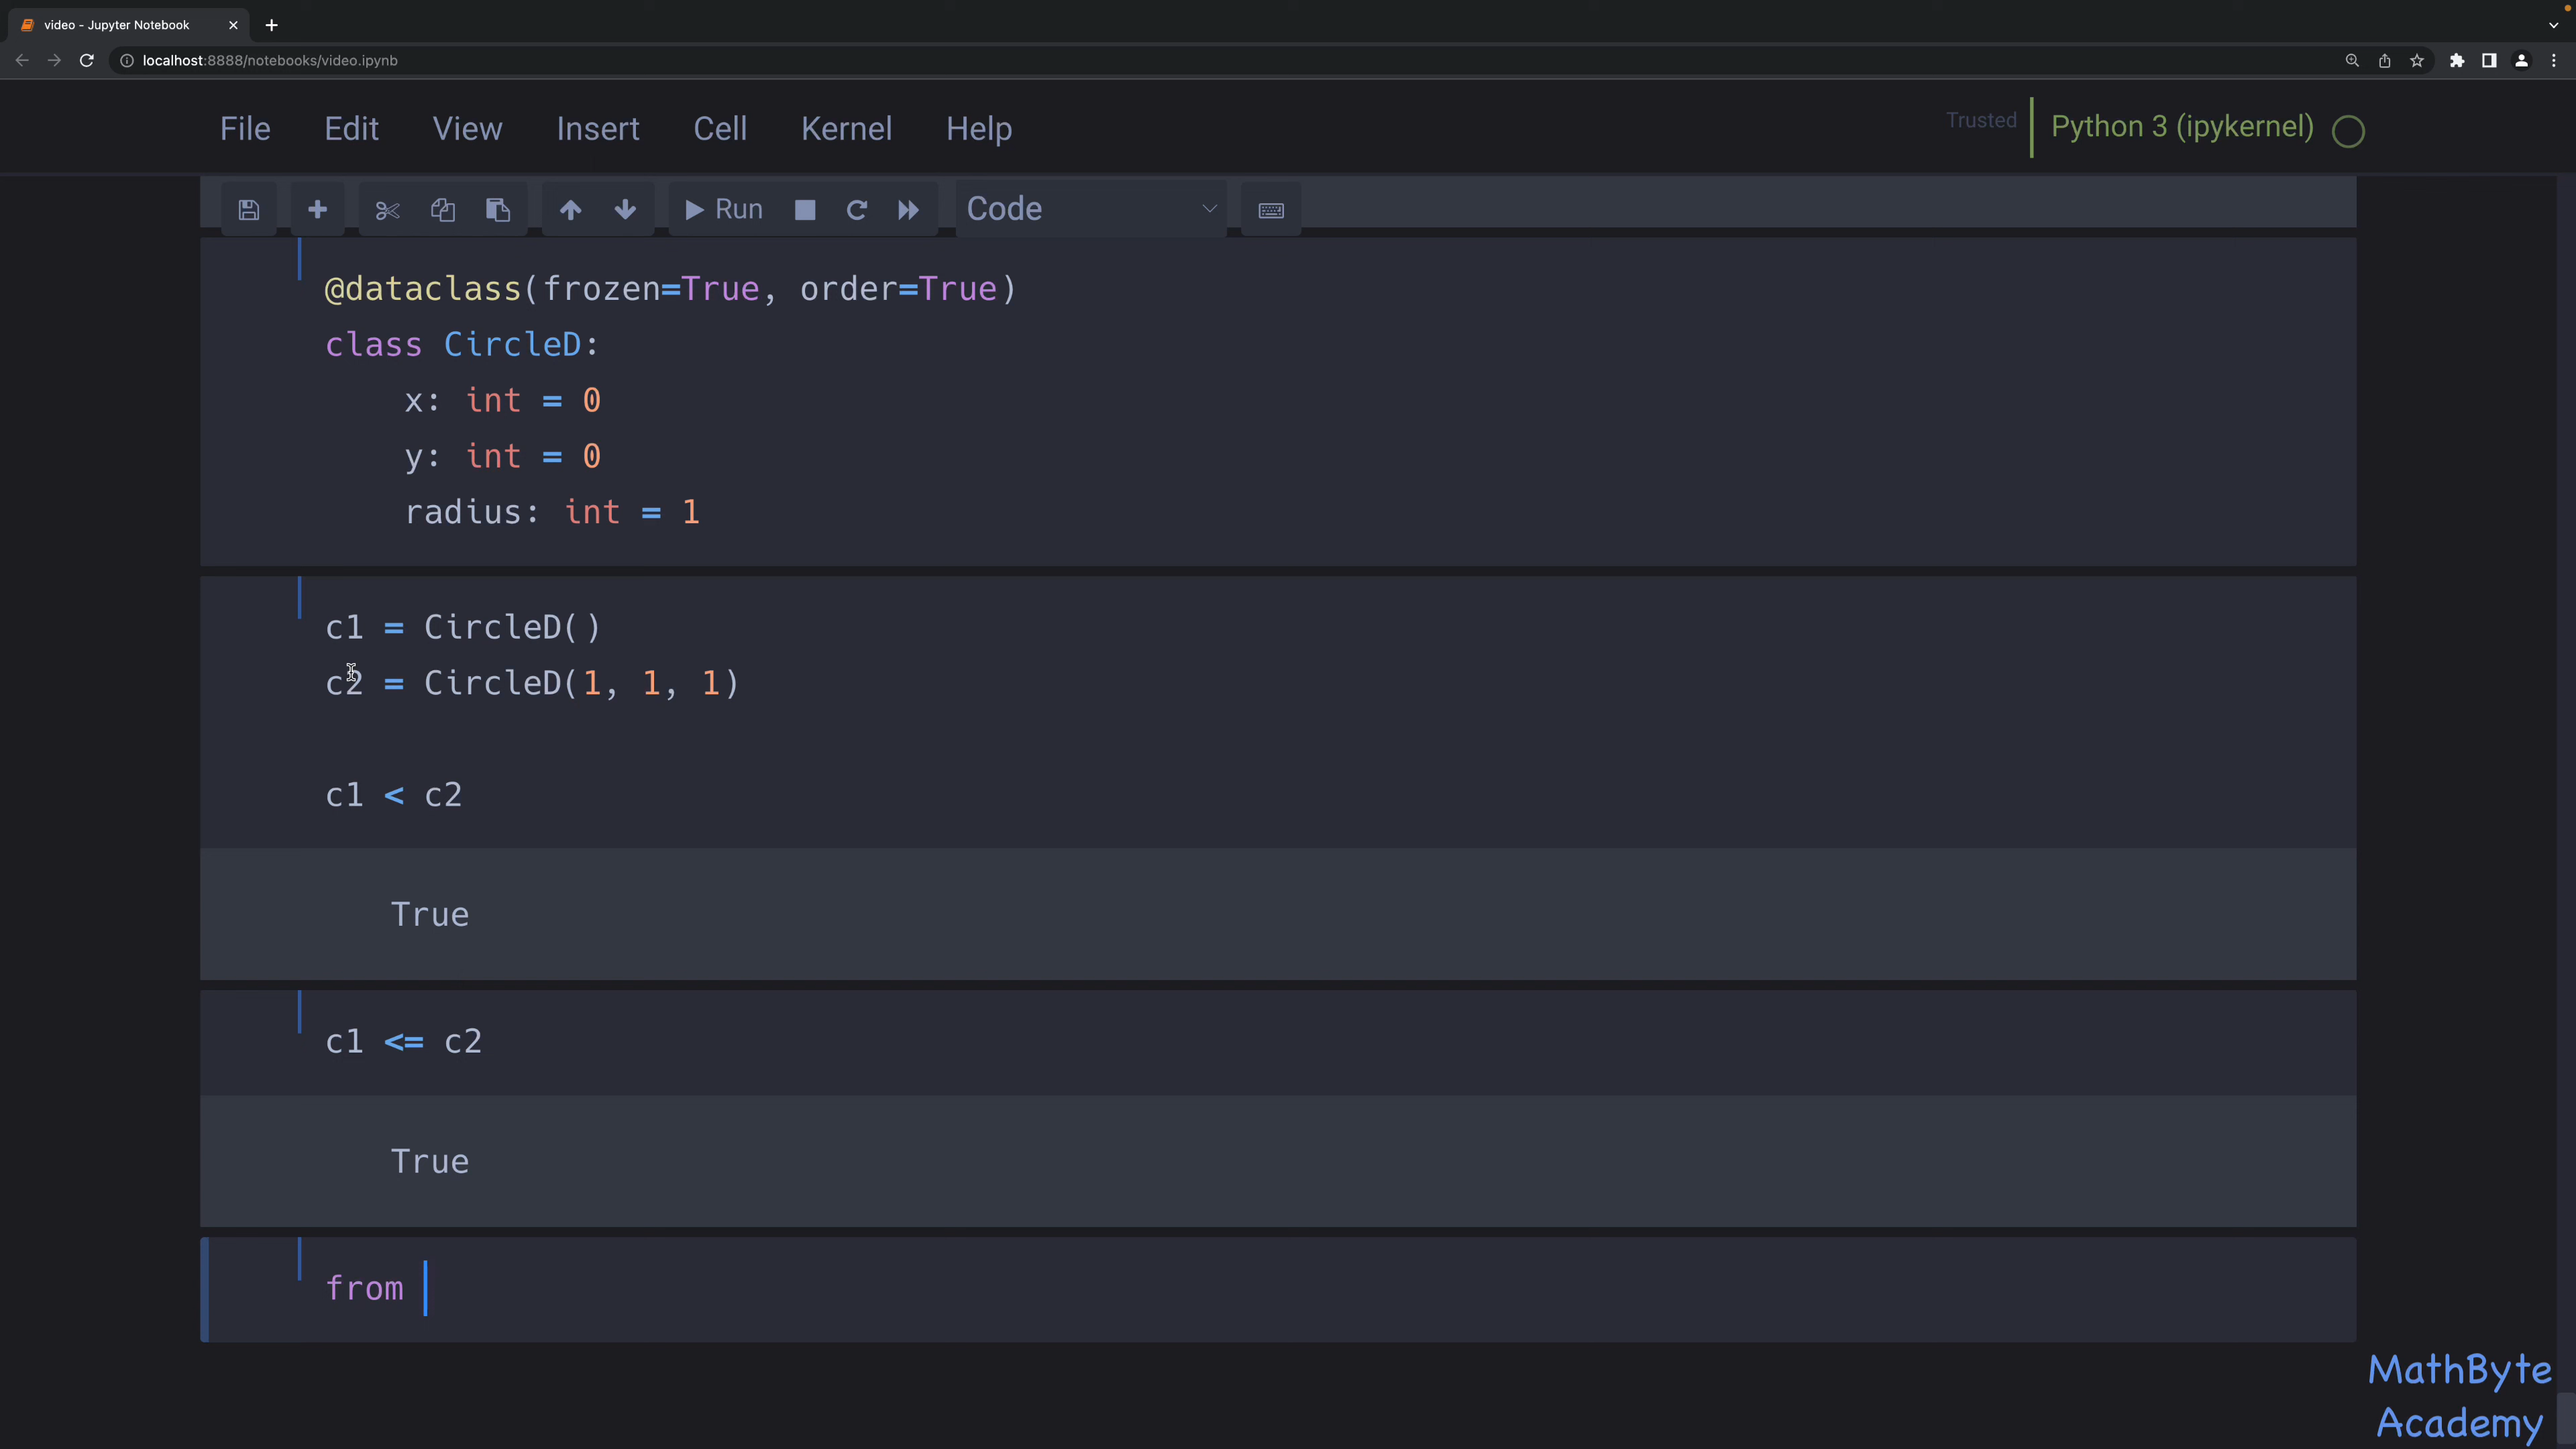 video - Jupyter Notebook
localhost:8888/notebooks/video.ipynb
File Edit View Insert Cell Kernel Help
Trusted
Python 3 (ipykernel)
Run
Code
@dataclass(frozen=True, order=True)
class CircleD:
    x: int = 0
    y: int = 0
    radius: int = 1
c1 = CircleD()
c2 = CircleD(1, 1, 1)
c1 < c2
True
c1 <= c2
True
from
MathByte
Academy